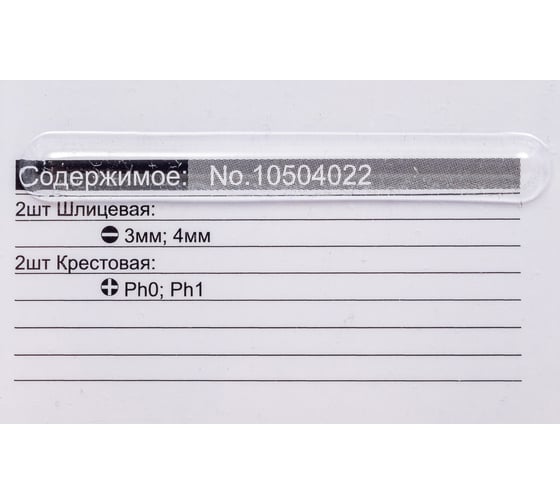 Содержимое: No.10504022
2шт Шлицевая:
3мм; 4мм
2шт Крестовая:
Ph0; Ph1